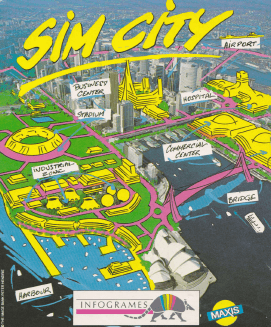 SIM CITY
AIRPORT
BUSINESS
CENTER
HOSPITAL
STADIUM
COMMERCIAL
CENTER
INDUSTRIAL
ZONE
BRIDGE
HARBOUR
INFOGRAMES
MAXIS